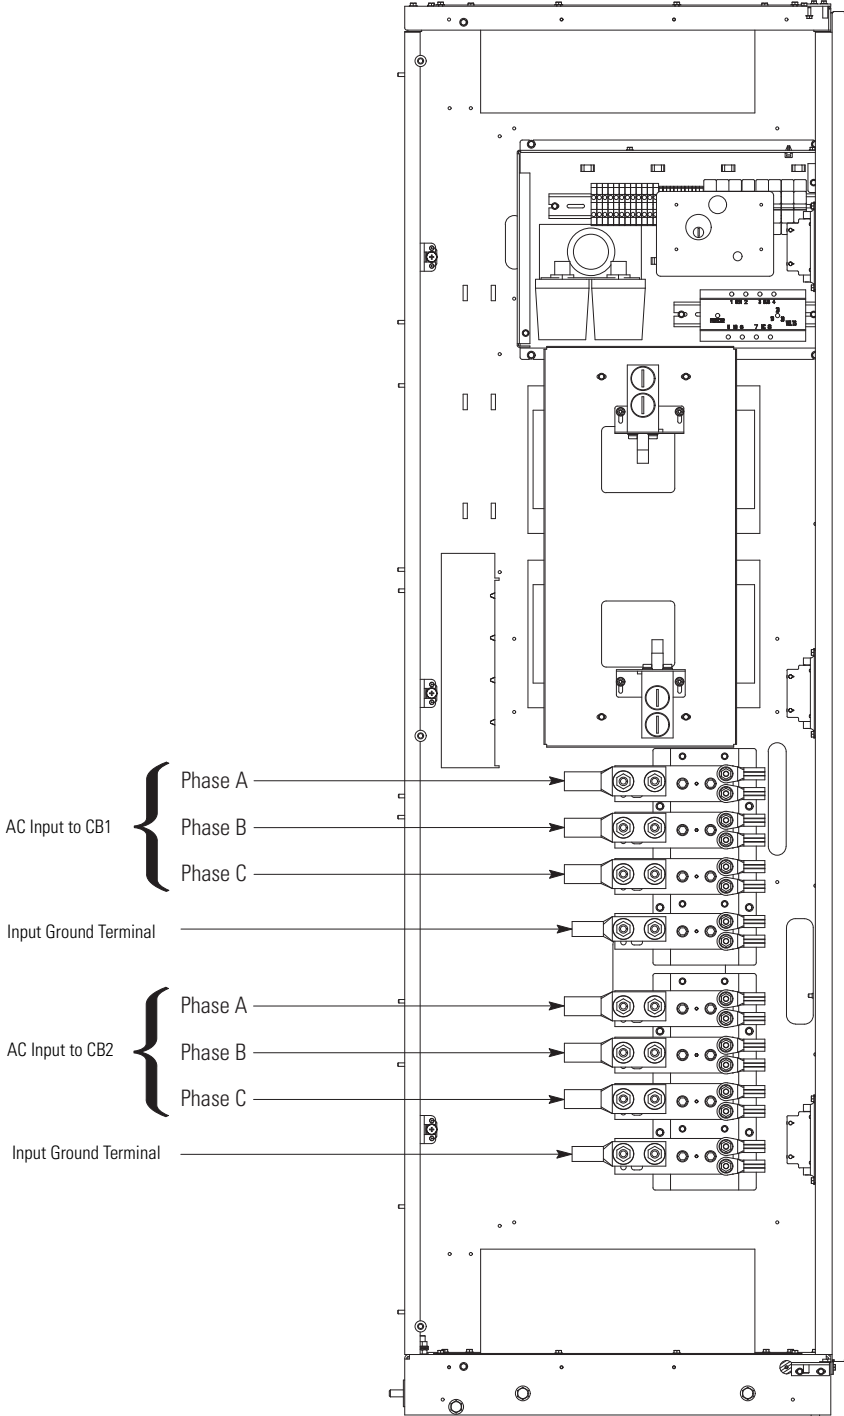 Phase A
AC Input to CB1
Phase B
Phase C
Input Ground Terminal
Phase A
AC Input to CB2
Phase B
Phase C
Input Ground Terminal